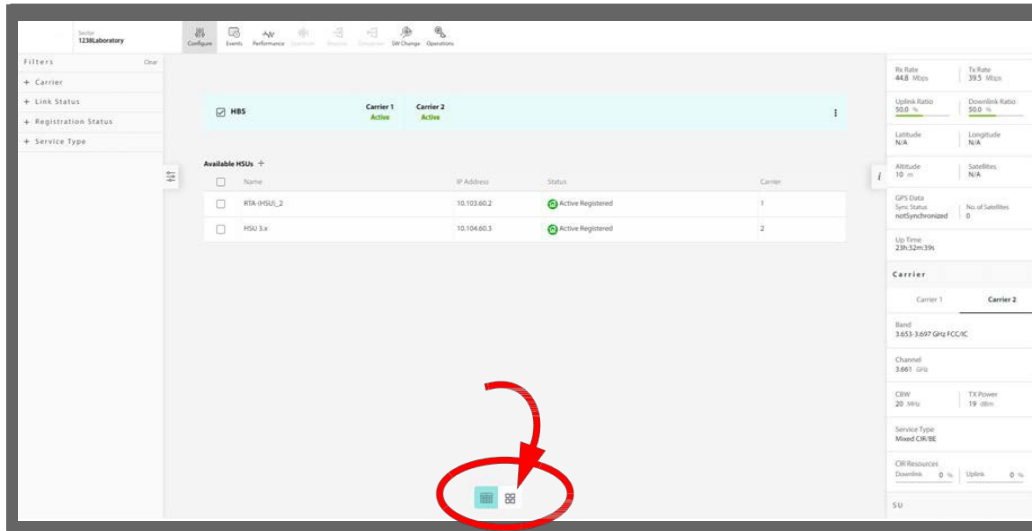 Sector
1238Laboratory
Configure Events Performance Spectrum SW Change Operations
Filters Clear
+ Carrier
+ Link Status
+ Registration Status
+ Service Type
HBS
Carrier 1 Carrier 2
Active Active
Available HSUs +
Name IP Address Status Carrier
RTA-(HSU)_2 10.103.60.2 Active Registered 1
HSU 3.x 10.104.60.3 Active Registered 2
i
Rx Rate Tx Rate
44.8 Mbps 39.5 Mbps
Uplink Ratio Downlink Ratio
50.0 % 50.0 %
Latitude Longitude
N/A N/A
Altitude Satellites
10 m N/A
GPS Data
Sync Status No. of Satellites
notSynchronized 0
Up Time
23h:32m:39s
Carrier
Carrier 1 Carrier 2
Band
3.653-3.697 GHz FCC/IC
Channel
3.661 GHz
CBW TX Power
20 MHz 19 dBm
Service Type
Mixed CIR/BE
CIR Resources
Downlink 0 % Uplink 0 %
SU